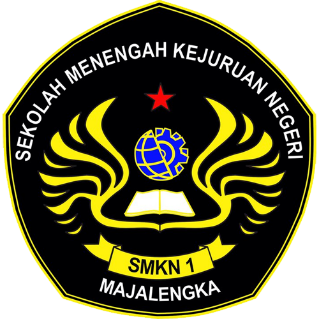 SEKOLAH MENENGAH KEJURUAN NEGERI
SMKN 1
MAJALENGKA